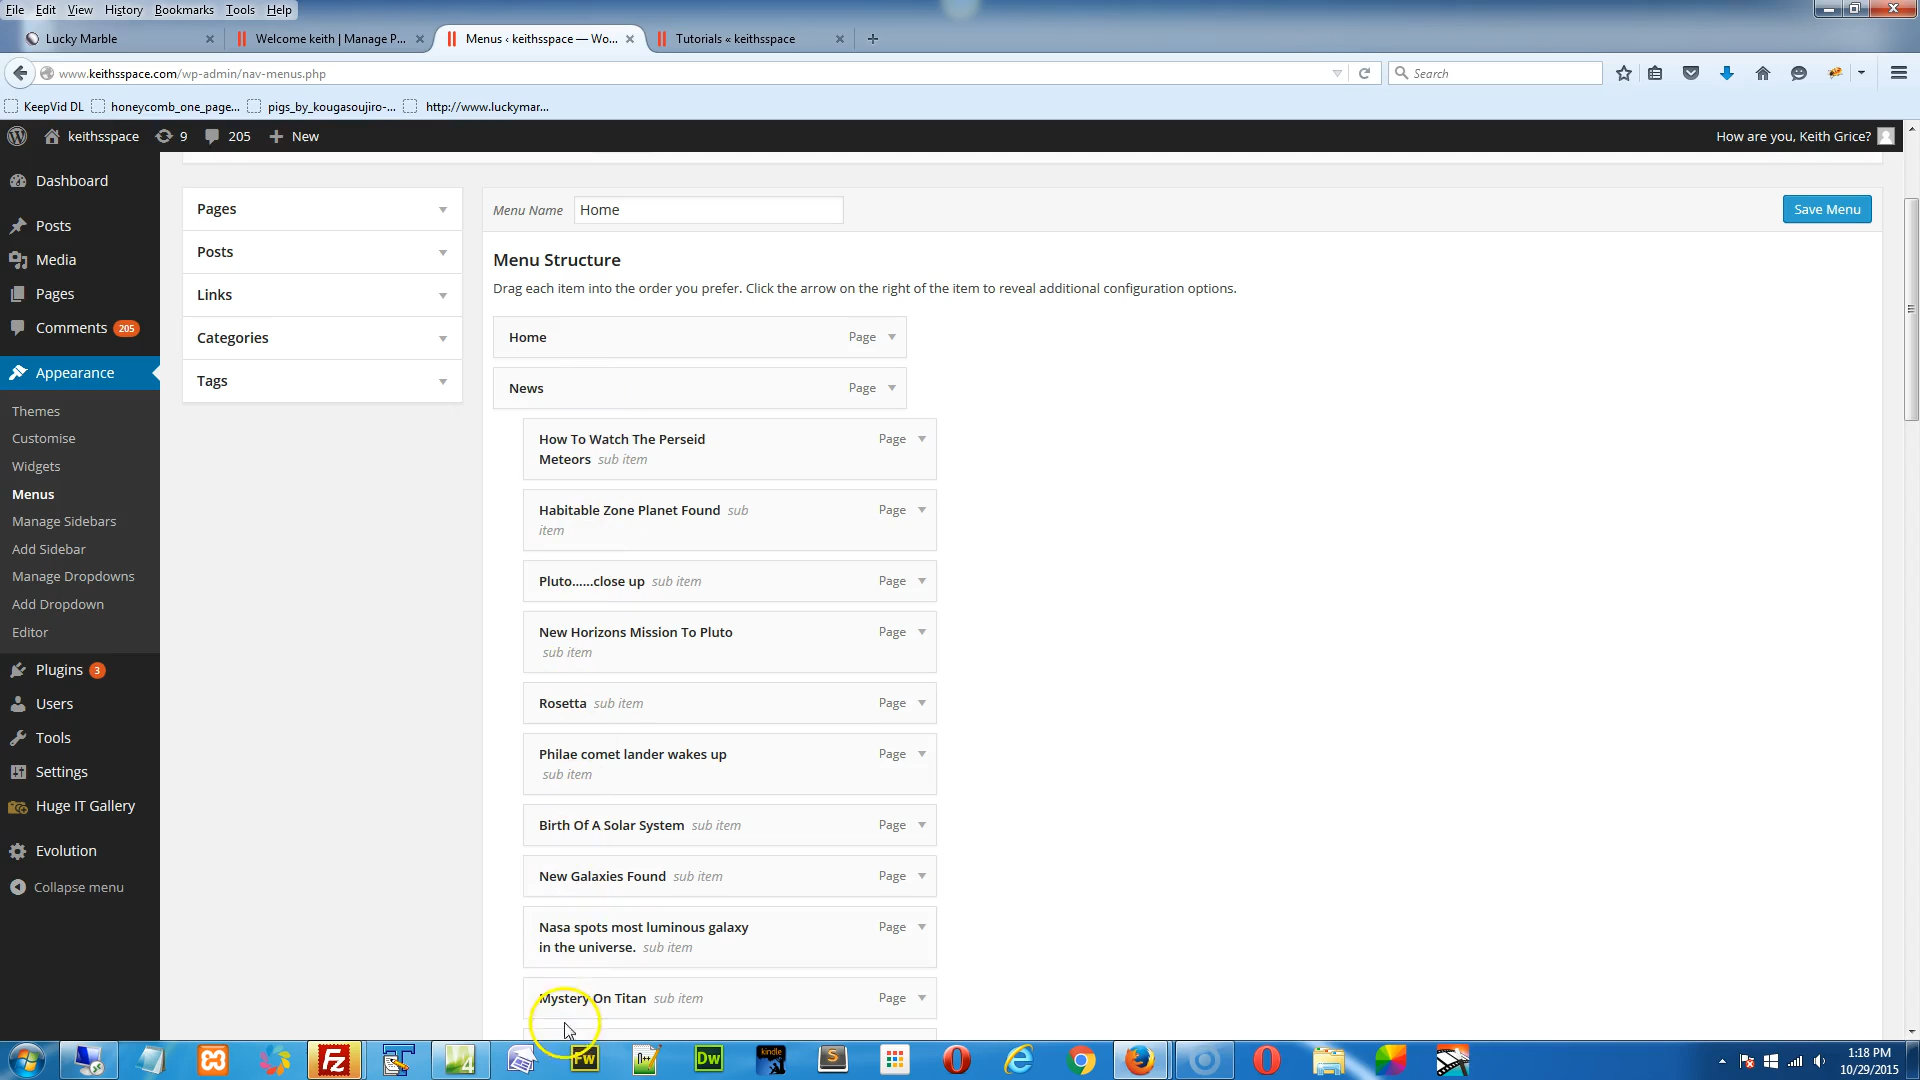 File Edit View History Bookmarks Tools Help
Lucky Marble
Welcome keith | Manage P...
Menus ‹ keithsspace — Wo...
Tutorials « keithsspace
www.keithsspace.com/wp-admin/nav-menus.php
Search
KeepVid DL
honeycomb_one_page...
pigs_by_kougasoujiro-...
http://www.luckymar...
keithsspace
9
205
New
How are you, Keith Grice?
Dashboard
Posts
Media
Pages
Comments 205
Appearance
Themes
Customise
Widgets
Menus
Manage Sidebars
Add Sidebar
Manage Dropdowns
Add Dropdown
Editor
Plugins 3
Users
Tools
Settings
Huge IT Gallery
Evolution
Collapse menu
Pages
Posts
Links
Categories
Tags
Menu Name Home
Save Menu
Menu Structure
Drag each item into the order you prefer. Click the arrow on the right of the item to reveal additional configuration options.
Home Page
News Page
How To Watch The Perseid Page
Meteors sub item
Habitable Zone Planet Found sub Page
item
Pluto......close up sub item Page
New Horizons Mission To Pluto Page
sub item
Rosetta sub item Page
Philae comet lander wakes up Page
sub item
Birth Of A Solar System sub item Page
New Galaxies Found sub item Page
Nasa spots most luminous galaxy Page
in the universe. sub item
Mystery On Titan sub item Page
Fz
4
Fw
n++
Dw
kindle
S
1:18 PM
10/29/2015